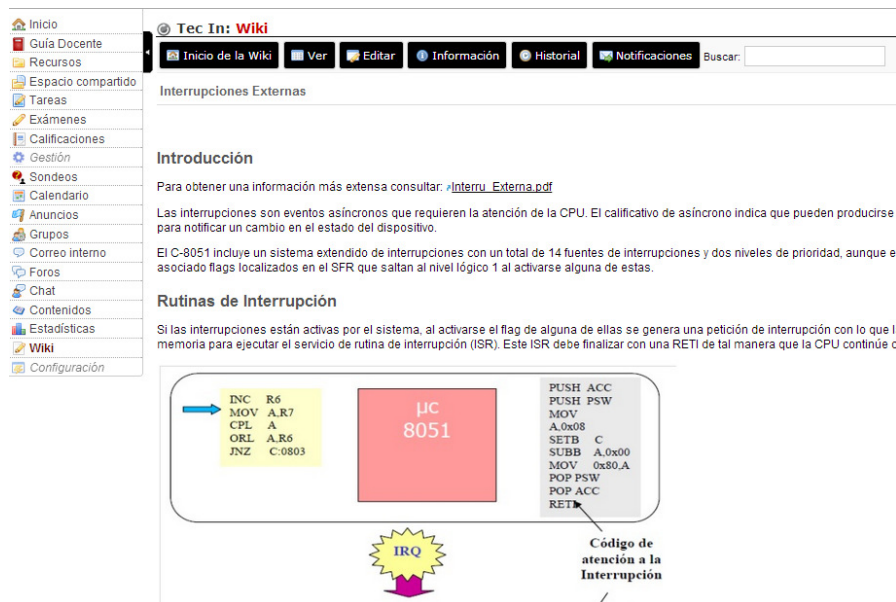 Inicio
Guía Docente
Recursos
Espacio compartido
Tareas
Exámenes
Calificaciones
Gestión
Sondeos
Calendario
Anuncios
Grupos
Correo interno
Foros
Chat
Contenidos
Estadísticas
Wiki
Configuración
Tec In: Wiki
Inicio de la Wiki Ver Editar Información Historial Notificaciones Buscar:
Interrupciones Externas
Introducción
Para obtener una información más extensa consultar: Interru_Externa.pdf
Las interrupciones son eventos asíncronos que requieren la atención de la CPU. El calificativo de asíncrono indica que pueden producirse
para notificar un cambio en el estado del dispositivo.
El C-8051 incluye un sistema extendido de interrupciones con un total de 14 fuentes de interrupciones y dos niveles de prioridad, aunque e
asociado flags localizados en el SFR que saltan al nivel lógico 1 al activarse alguna de estas.
Rutinas de Interrupción
Si las interrupciones están activas por el sistema, al activarse el flag de alguna de ellas se genera una petición de interrupción con lo que l
memoria para ejecutar el servicio de rutina de interrupción (ISR). Este ISR debe finalizar con una RETI de tal manera que la CPU continúe
INC R6
MOV A,R7
CPL A
ORL A,R6
JNZ C:0803
µc
8051
PUSH ACC
PUSH PSW
MOV
A,0x08
SETB C
SUBB A,0x00
MOV 0x80,A
POP PSW
POP ACC
RETI
IRQ
Código de
atención a la
Interrupción